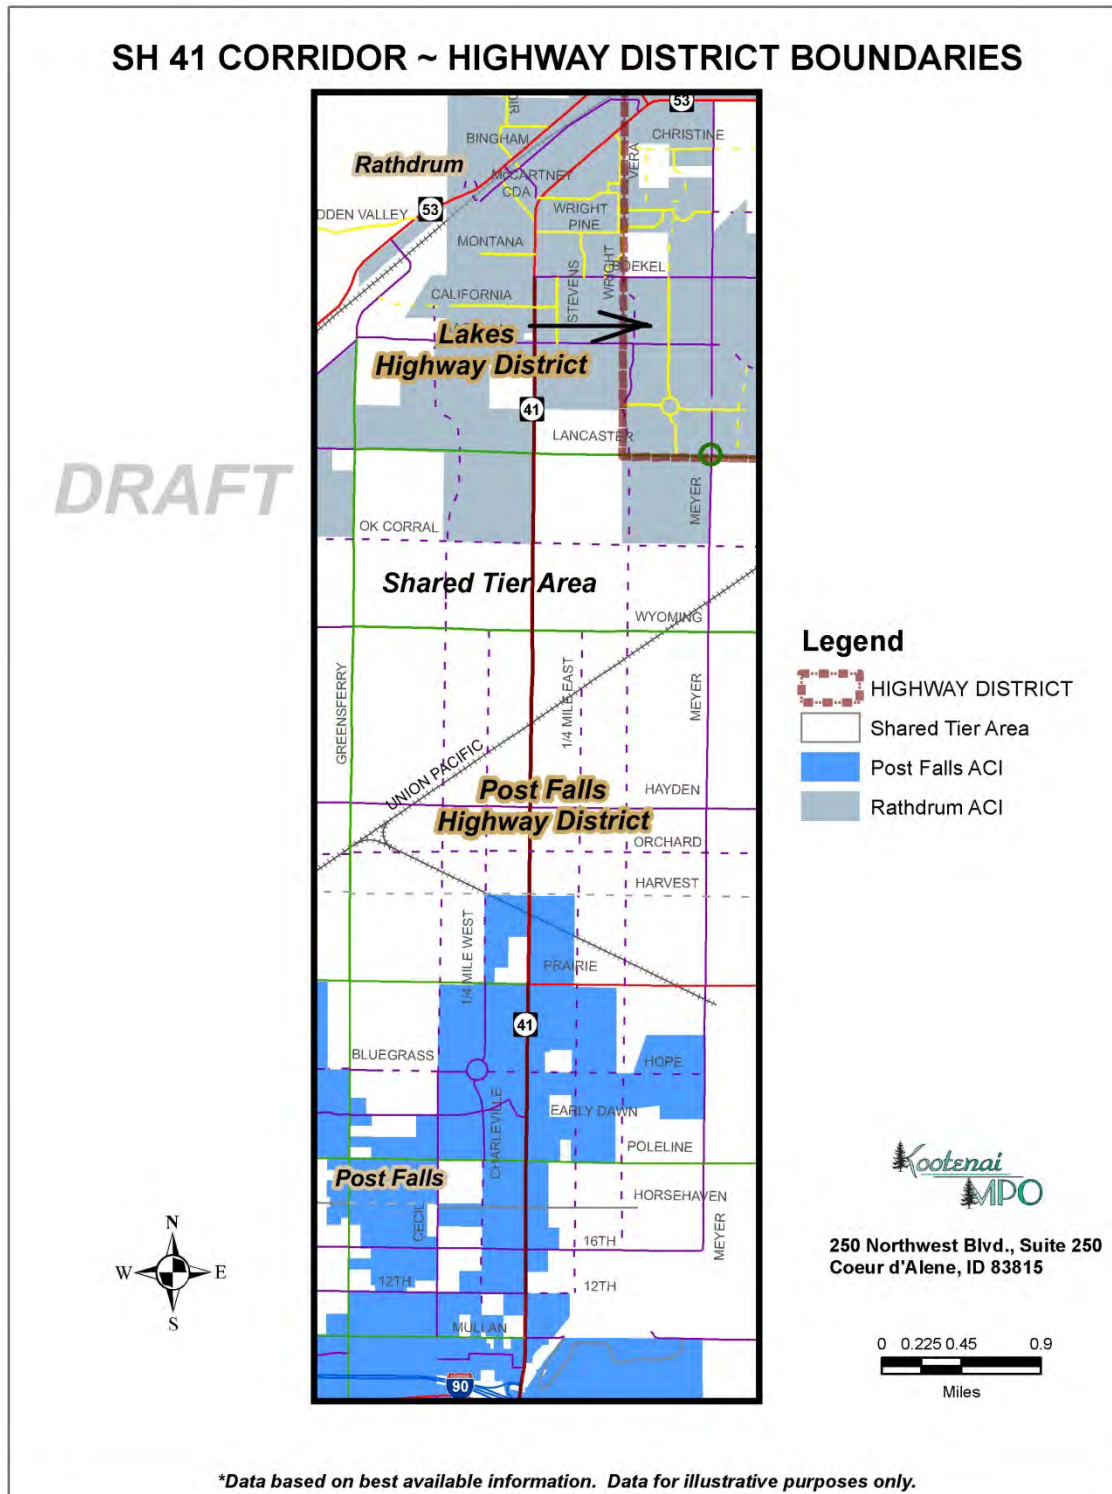 SH 41 CORRIDOR ~ HIGHWAY DISTRICT BOUNDARIES
53
CHRISTINE
BINGHAM
VERA
Rathdrum
McCARTNEY
CDA
DDEN VALLEY
53
WRIGHT
PINE
MONTANA
BOEKEL
STEVENS
WRIGHT
CALIFORNIA
Lakes
Highway District
41
LANCASTER
DRAFT
MEYER
OK CORRAL
Shared Tier Area
WYOMING
Legend
HIGHWAY DISTRICT
Shared Tier Area
Post Falls ACI
Rathdrum ACI
GREENSFERRY
1/4 MILE EAST
MEYER
UNION PACIFIC
Post Falls
Highway District
HAYDEN
ORCHARD
HARVEST
1/4 MILE WEST
PRAIRIE
41
BLUEGRASS
HOPE
CHARLEVILLE
EARLY DAWN
POLELINE
Post Falls
HORSEHAVEN
CECIL
16TH
MEYER
12TH
12TH
MULLAN
90
Kootenai
MPO
250 Northwest Blvd., Suite 250
Coeur d'Alene, ID 83815
N
W E
S
0 0.225 0.45 0.9
Miles
*Data based on best available information. Data for illustrative purposes only.